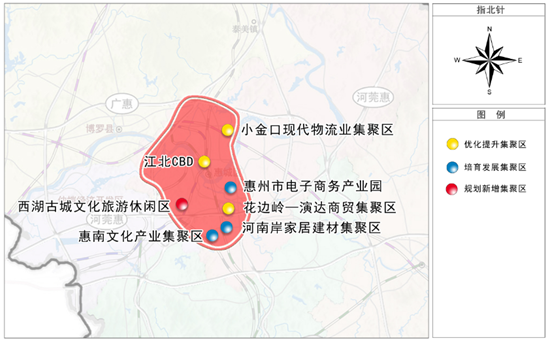 指北针
N
W
E
S
图 例
优化提升集聚区
培育发展集聚区
规划新增集聚区
河莞惠
广惠
小金口现代物流业集聚区
博罗县
江北CBD
惠州市电子商务产业园
西湖古城文化旅游休闲区
花边岭—演达商贸集聚区
河莞惠
河南岸家居建材集聚区
惠南文化产业集聚区